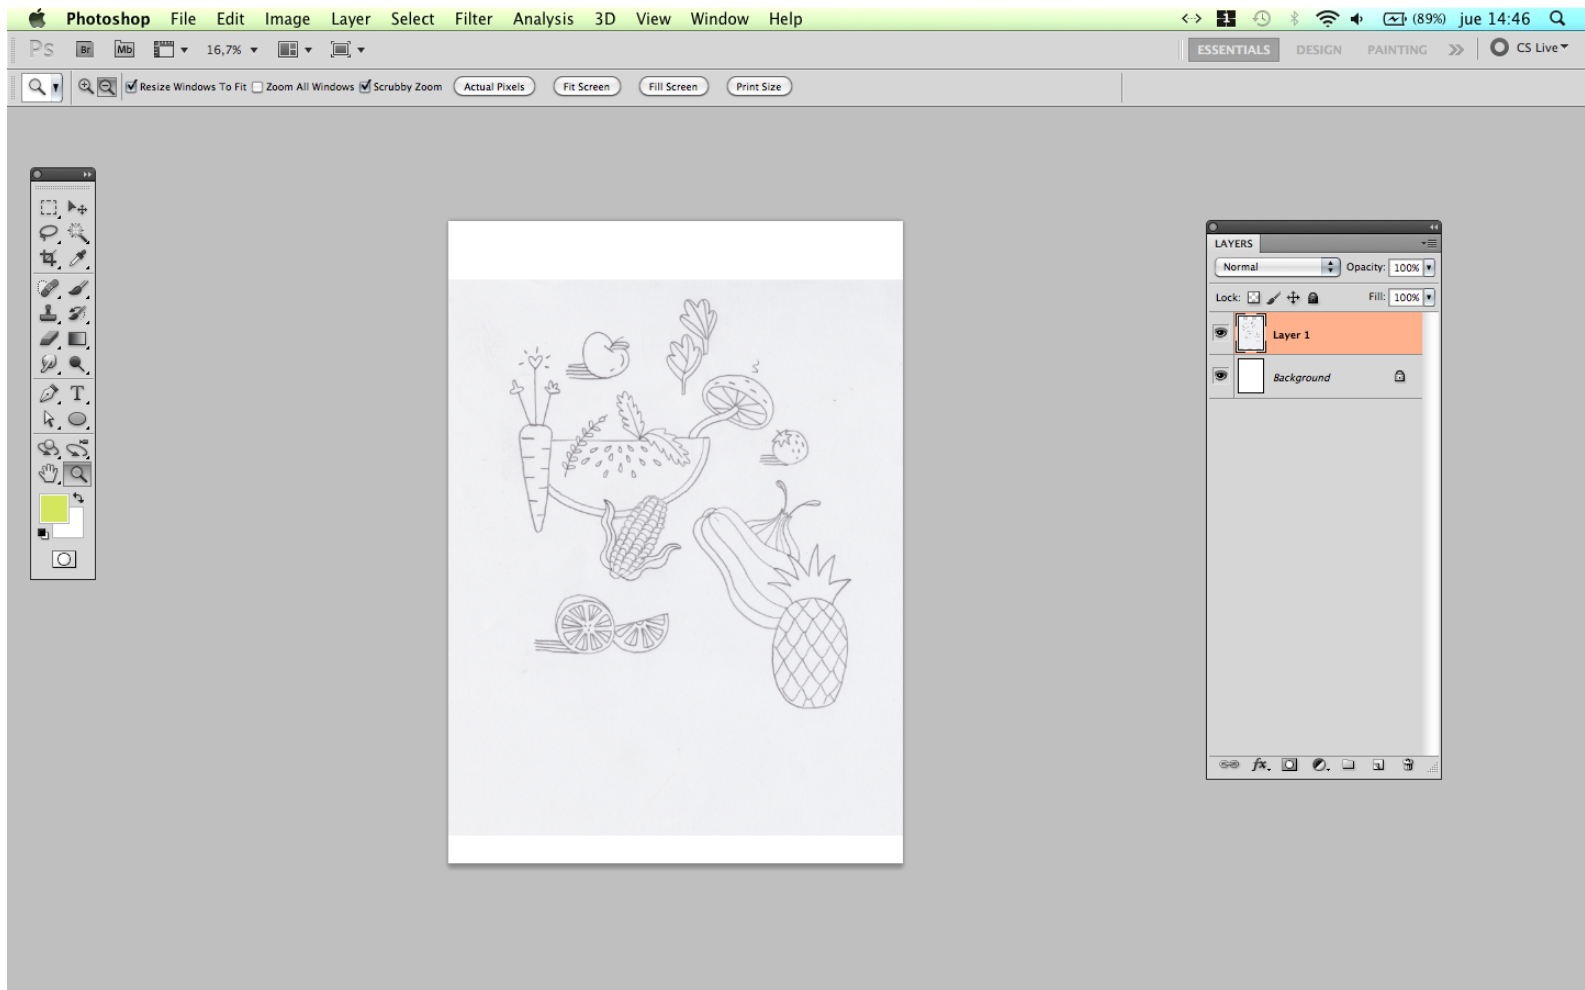 Photoshop File Edit Image Layer Select Filter Analysis 3D View Window Help 1 (89%) jue 14:46
Ps Br Mb 16,7% ESSENTIALS DESIGN PAINTING CS Live
Resize Windows To Fit Zoom All Windows Scrubby Zoom Actual Pixels Fit Screen Fill Screen Print Size
LAYERS
Normal Opacity: 100%
Lock: Fill: 100%
Layer 1
Background
T
fx